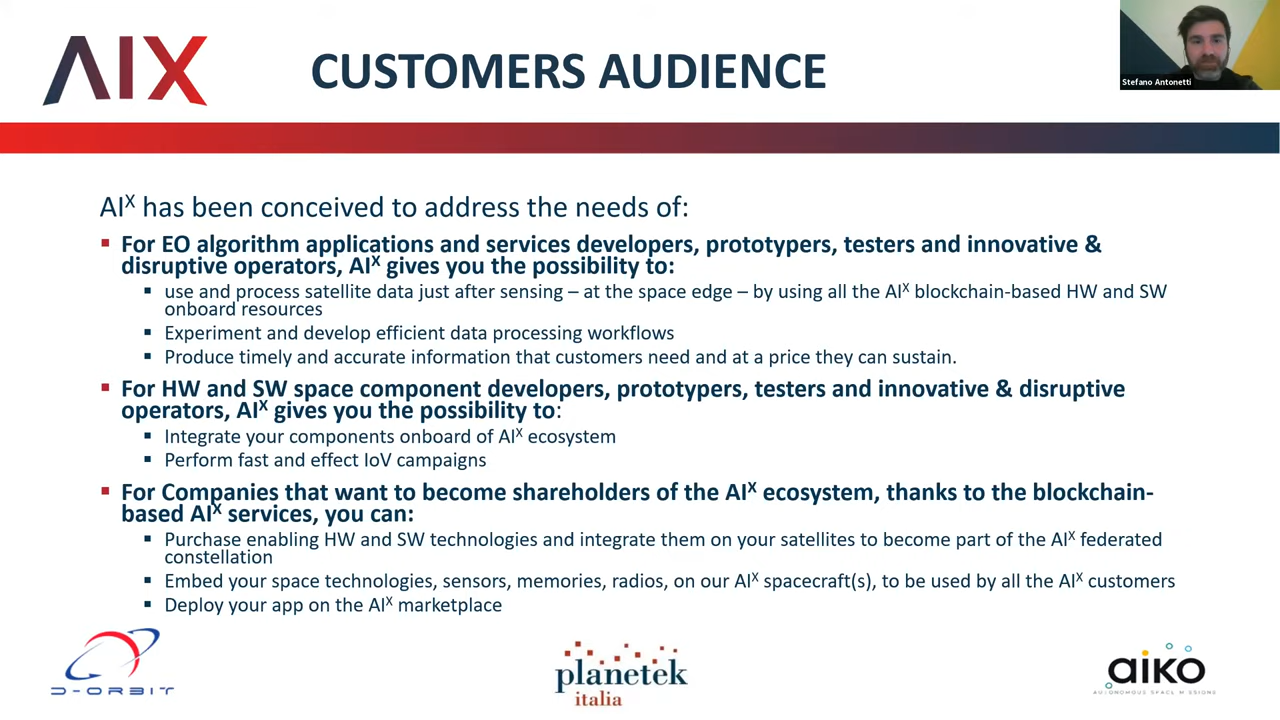 AIX
CUSTOMERS AUDIENCE
Stefano Antonetti
AIX has been conceived to address the needs of:
▪ For EO algorithm applications and services developers, prototypers, testers and innovative &
disruptive operators, AIX gives you the possibility to:
▪ use and process satellite data just after sensing – at the space edge – by using all the AIX blockchain-based HW and SW
onboard resources
▪ Experiment and develop efficient data processing workflows
▪ Produce timely and accurate information that customers need and at a price they can sustain.
▪ For HW and SW space component developers, prototypers, testers and innovative & disruptive
operators, AIX gives you the possibility to:
▪ Integrate your components onboard of AIX ecosystem
▪ Perform fast and effect IoV campaigns
▪ For Companies that want to become shareholders of the AIX ecosystem, thanks to the blockchain-
based AIX services, you can:
▪ Purchase enabling HW and SW technologies and integrate them on your satellites to become part of the AIX federated
constellation
▪ Embed your space technologies, sensors, memories, radios, on our AIX spacecraft(s), to be used by all the AIX customers
▪ Deploy your app on the AIX marketplace
D-ORBIT
planetek
italia
aiko
AUTONOMOUS SPACE MISSIONS